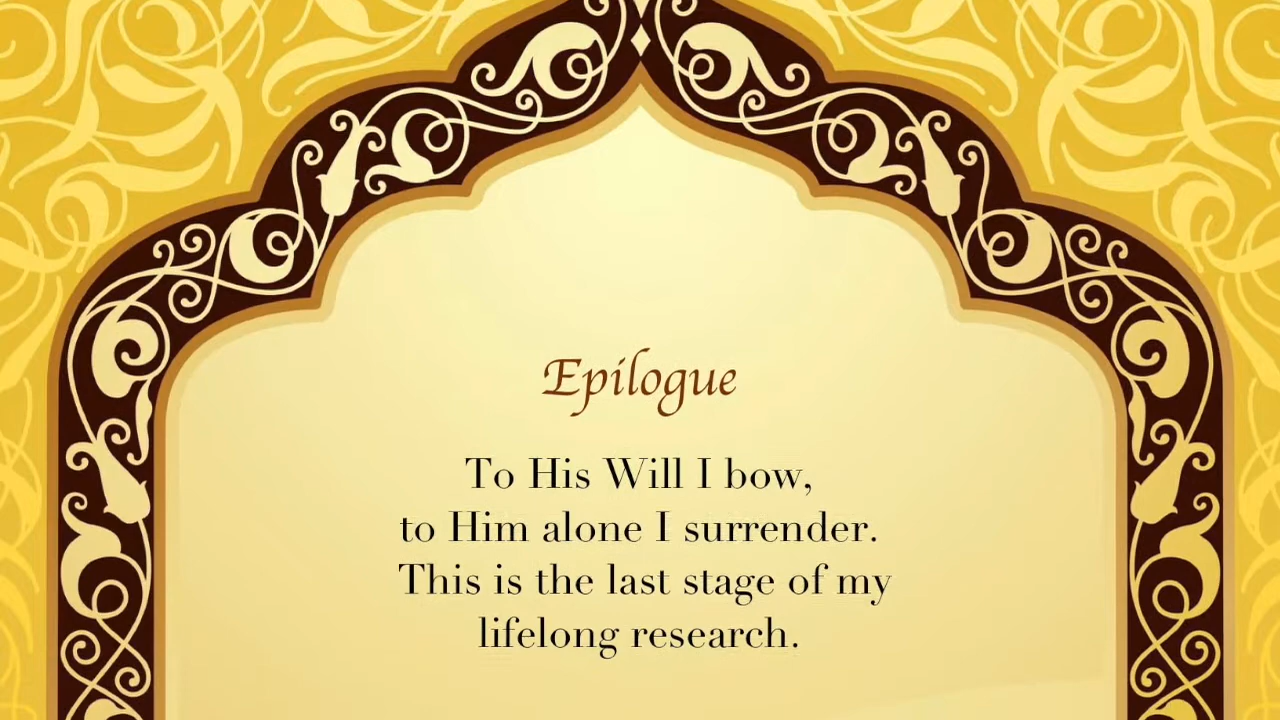 Epilogue
To His Will I bow,
to Him alone I surrender.
This is the last stage of my
lifelong research.